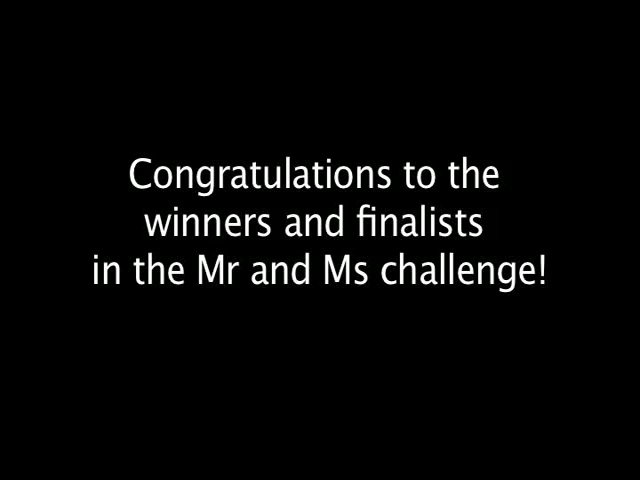 Congratulations to the
winners and finalists
in the Mr and Ms challenge!